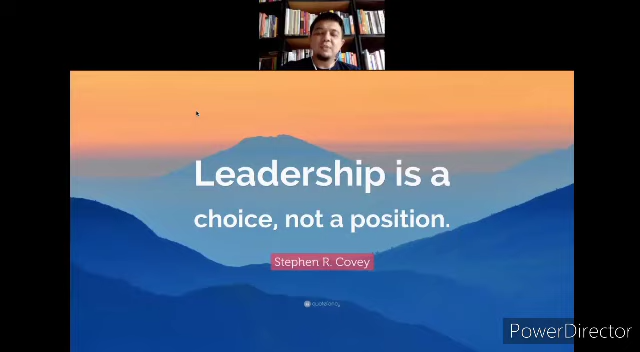 Leadership is a
choice, not a position.
Stephen R. Covey
PowerDirector